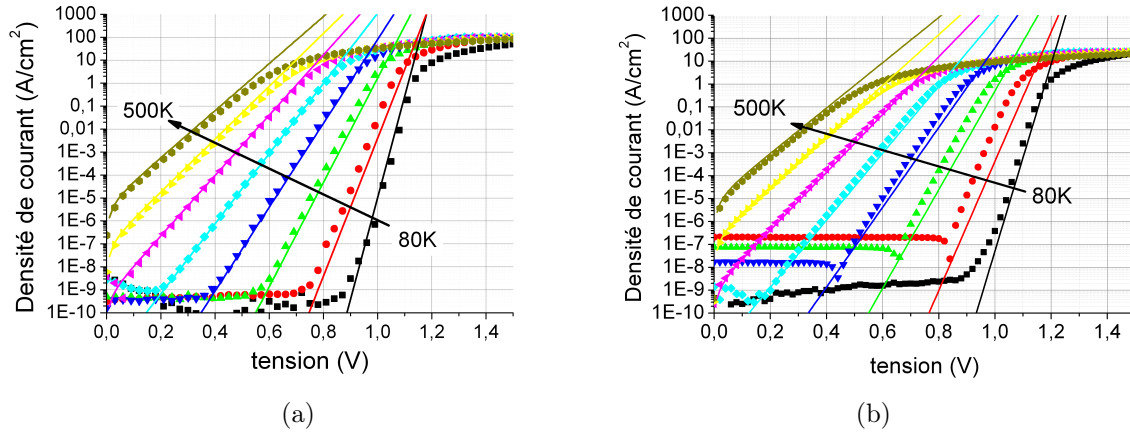 1000
100
10
1
0,1
0,01
1E-3
1E-4
1E-5
1E-6
1E-7
1E-8
1E-9
1E-10
Densité de courant (A/cm²)
500K
80K
0,0 0,2 0,4 0,6 0,8 1,0 1,2 1,4
tension (V)
(a)
1000
100
10
1
0,1
0,01
1E-3
1E-4
1E-5
1E-6
1E-7
1E-8
1E-9
1E-10
Densité de courant (A/cm²)
500K
80K
0,0 0,2 0,4 0,6 0,8 1,0 1,2 1,4
tension (V)
(b)